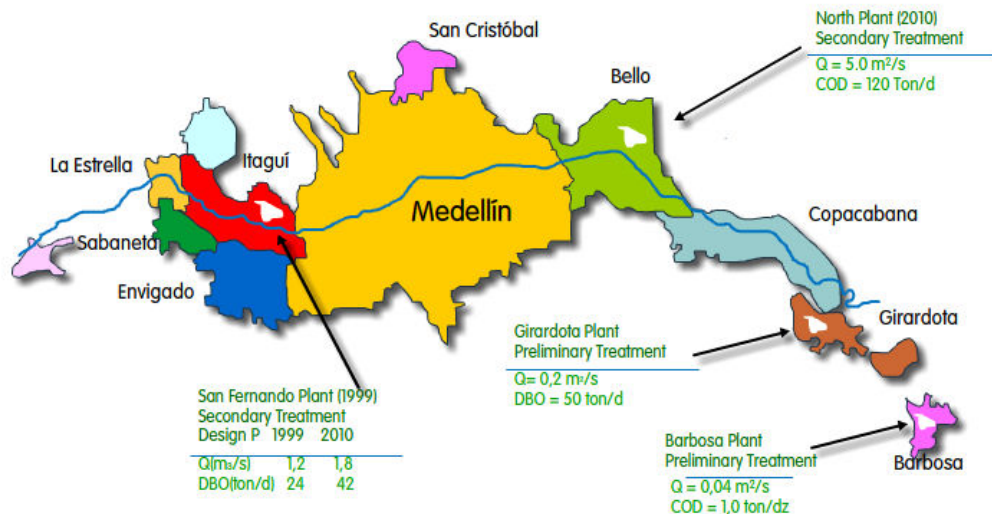 North Plant (2010)
Secondary Treatment
Q = 5.0 m²/s
COD = 120 Ton/d
San Cristóbal
Bello
La Estrella
Itaguí
Medellín
Copacabana
Sabaneta
Envigado
Girardota
Girardota Plant
Preliminary Treatment
Q= 0,2 m³/s
DBO = 50 ton/d
San Fernando Plant (1999)
Secondary Treatment
Design P 1999 2010
Q(m₃/s) 1,2 1,8
DBO(ton/d) 24 42
Barbosa Plant
Preliminary Treatment
Q = 0,04 m²/s
COD = 1,0 ton/dz
Barbosa